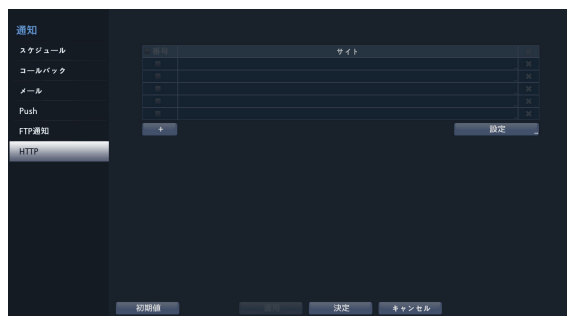 通知
スケジュール
コールバック
メール
Push
FTP通知
HTTP
サイト
+
設定
初期値
決定
キャンセル